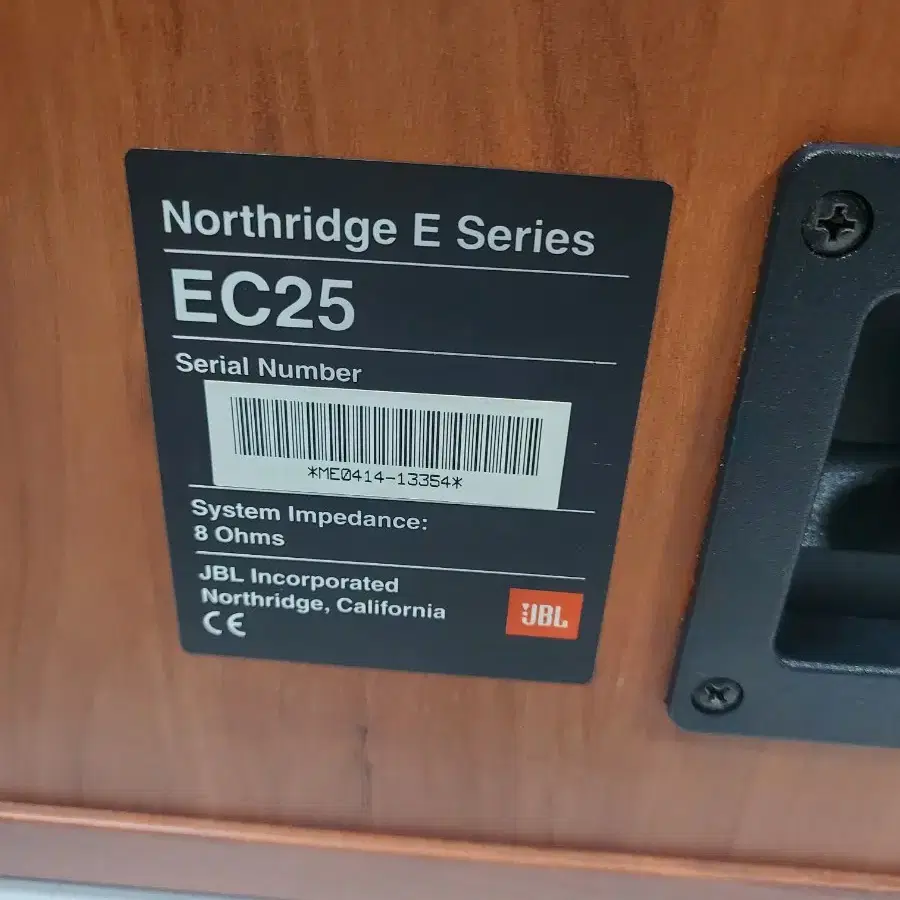 Northridge E Series
EC25
Serial Number
*ME0414-13354*
System Impedance:
8 Ohms
JBL Incorporated
Northridge, California
CE
JBL